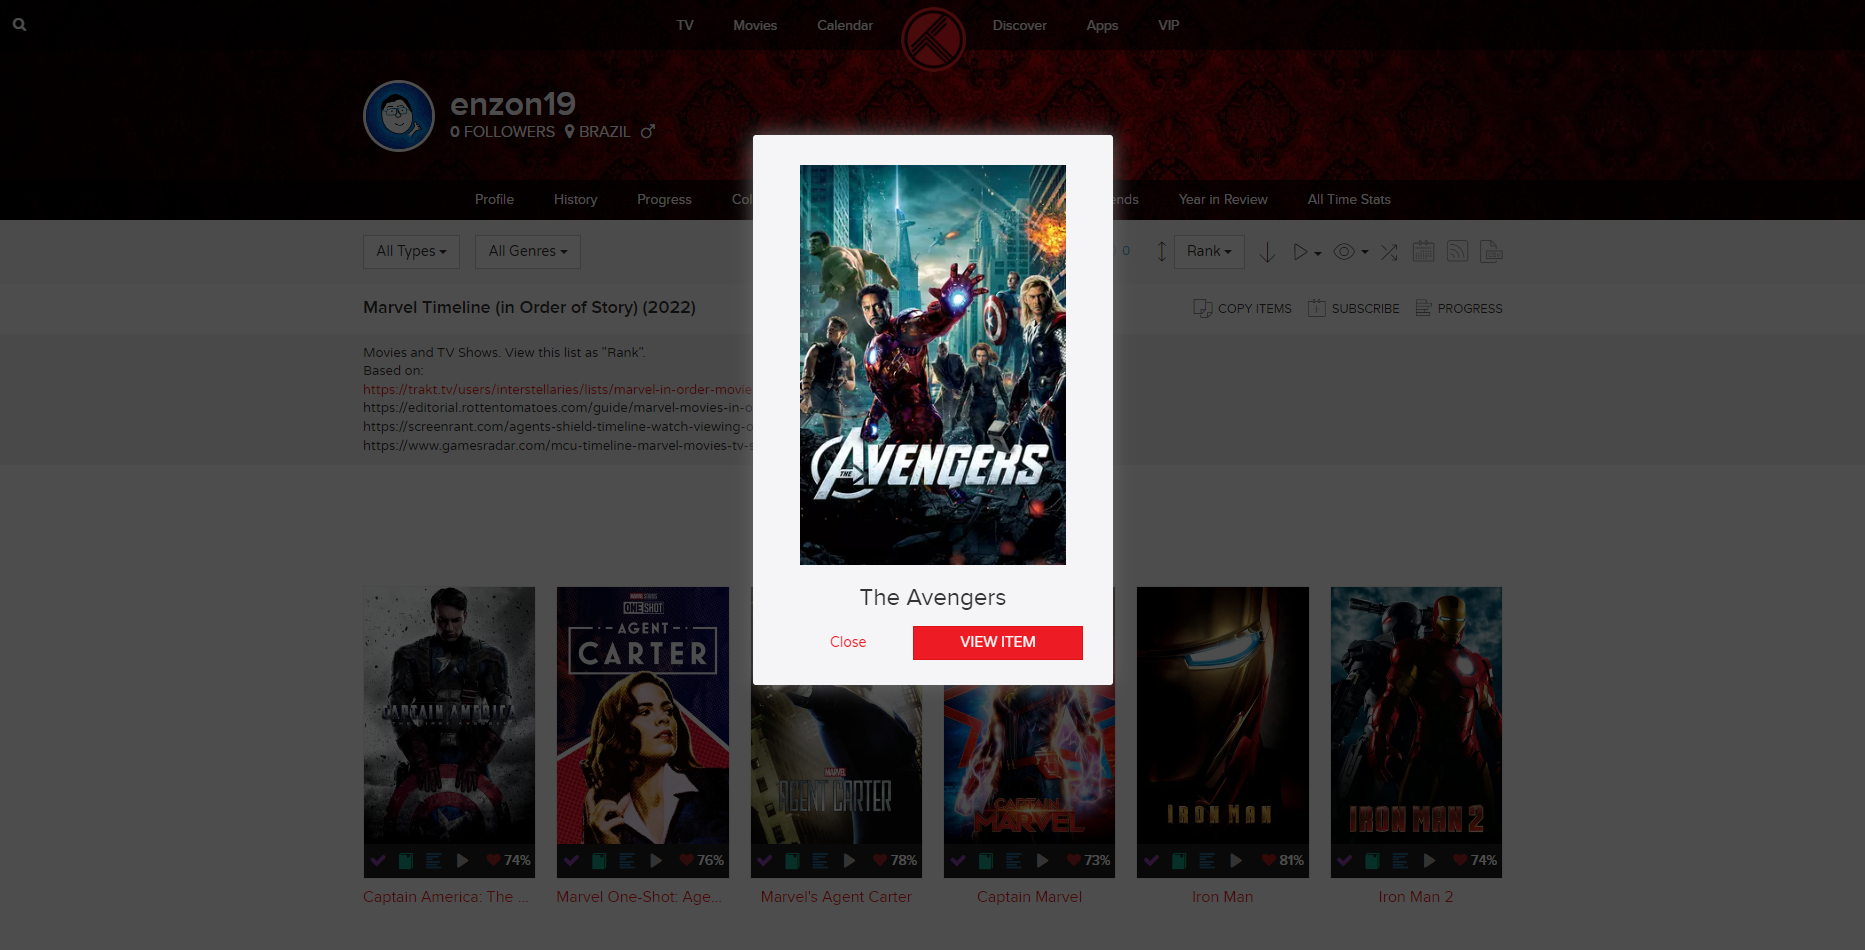 TV Movies Calendar Discover Apps VIP
enzon19
0 FOLLOWERS BRAZIL
Profile History Progress Col ends Year in Review All Time Stats
All Types All Genres 0 Rank
Marvel Timeline (in Order of Story) (2022) COPY ITEMS SUBSCRIBE PROGRESS
Movies and TV Shows. View this list as "Rank".
Based on:
https://trakt.tv/users/interstellaries/lists/marvel-in-order-movie
https://editorial.rottentomatoes.com/guide/marvel-movies-in-o
https://screenrant.com/agents-shield-timeline-watch-viewing-o
https://www.gamesradar.com/mcu-timeline-marvel-movies-tv-s
THE AVENGERS
The Avengers
Close VIEW ITEM
CAPTAIN AMERICA
THE FIRST AVENGER
MARVEL STUDIOS
ONE SHOT
AGENT
CARTER
MARVEL
AGENT CARTER
CAPTAIN
MARVEL
IRON MAN
IRON MAN 2
74% 76% 78% 73% 81% 74%
Captain America: The ... Marvel One-Shot: Age... Marvel's Agent Carter Captain Marvel Iron Man Iron Man 2